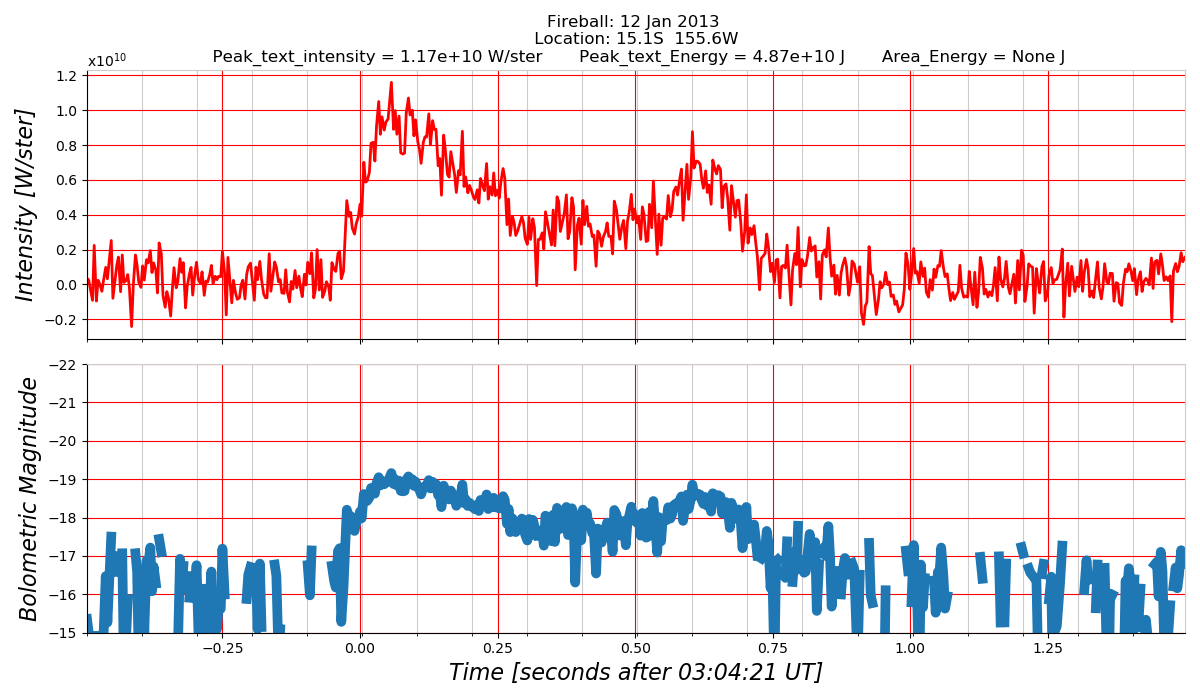 Fireball: 12 Jan 2013
Location: 15.1S  155.6W
Peak_text_intensity = 1.17e+10 W/ster        Peak_text_Energy = 4.87e+10 J        Area_Energy = None J
x10¹⁰
1.2
1.0
0.8
0.6
0.4
0.2
0.0
−0.2
Intensity [W/ster]
−22
−21
−20
−19
−18
−17
−16
−15
Bolometric Magnitude
−0.25 0.00 0.25 0.50 0.75 1.00 1.25
Time [seconds after 03:04:21 UT]